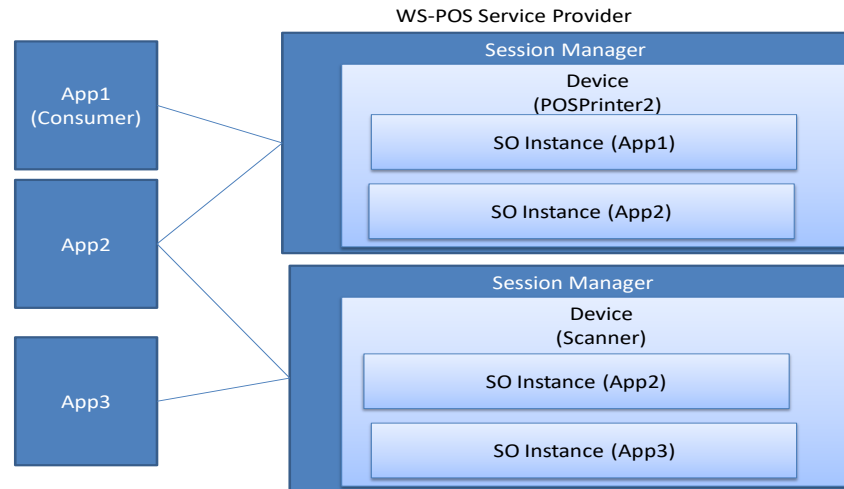 WS-POS Service Provider
App1
(Consumer)
App2
App3
Session Manager
Device
(POSPrinter2)
SO Instance (App1)
SO Instance (App2)
Session Manager
Device
(Scanner)
SO Instance (App2)
SO Instance (App3)